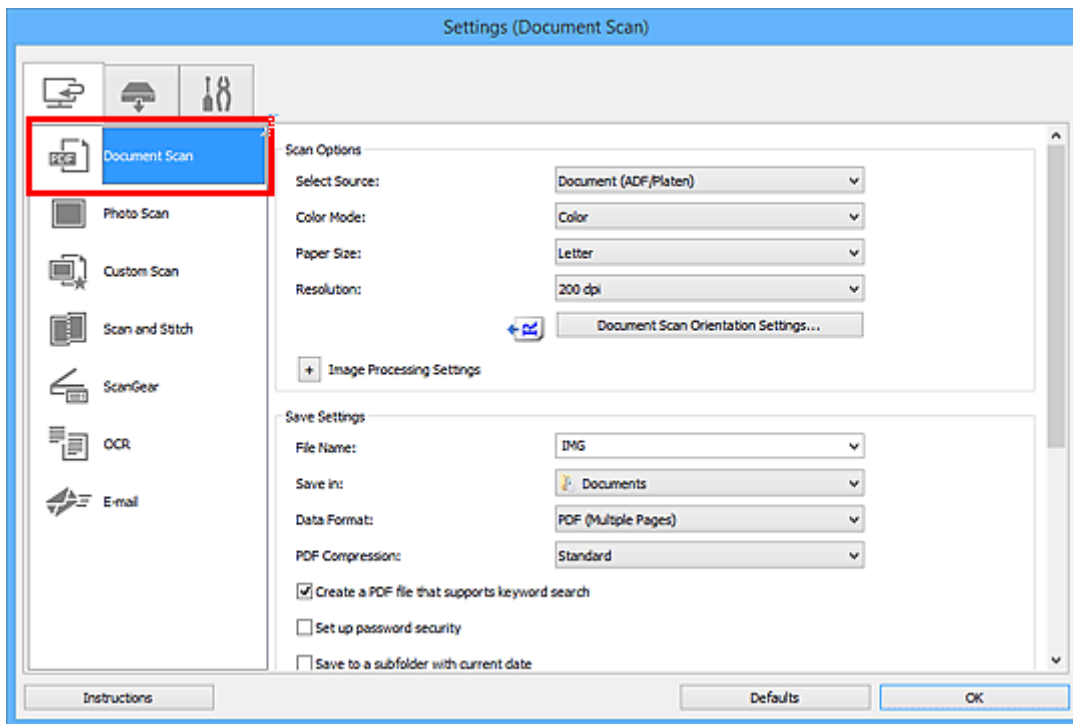 Settings (Document Scan)
PDF Document Scan
Photo Scan
Custom Scan
Scan and Stitch
ScanGear
OCR
E-mail
Scan Options
Select Source: Document (ADF/Platen)
Color Mode: Color
Paper Size: Letter
Resolution: 200 dpi
R Document Scan Orientation Settings...
+ Image Processing Settings
Save Settings
File Name: IMG
Save in: Documents
Data Format: PDF (Multiple Pages)
PDF Compression: Standard
Create a PDF file that supports keyword search
Set up password security
Save to a subfolder with current date
Instructions Defaults OK